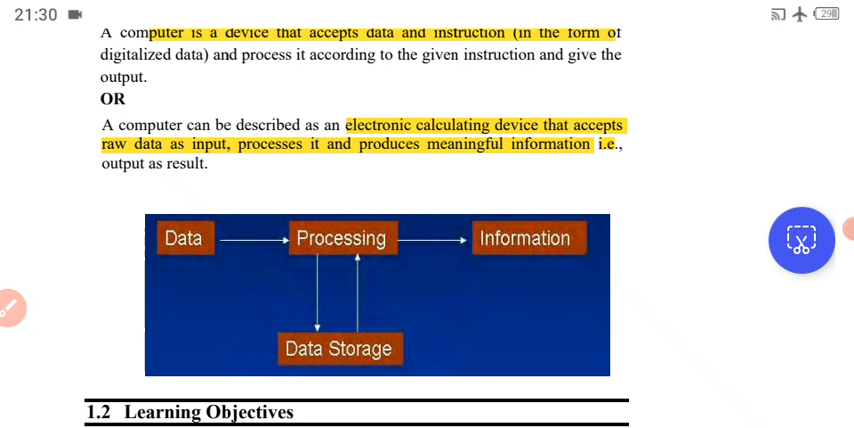 21:30
29
A computer is a device that accepts data and instruction (in the form of
digitalized data) and process it according to the given instruction and give the
output.
OR
A computer can be described as an electronic calculating device that accepts
raw data as input, processes it and produces meaningful information i.e.,
output as result.
Data Processing Information
Data Storage
1.2 Learning Objectives